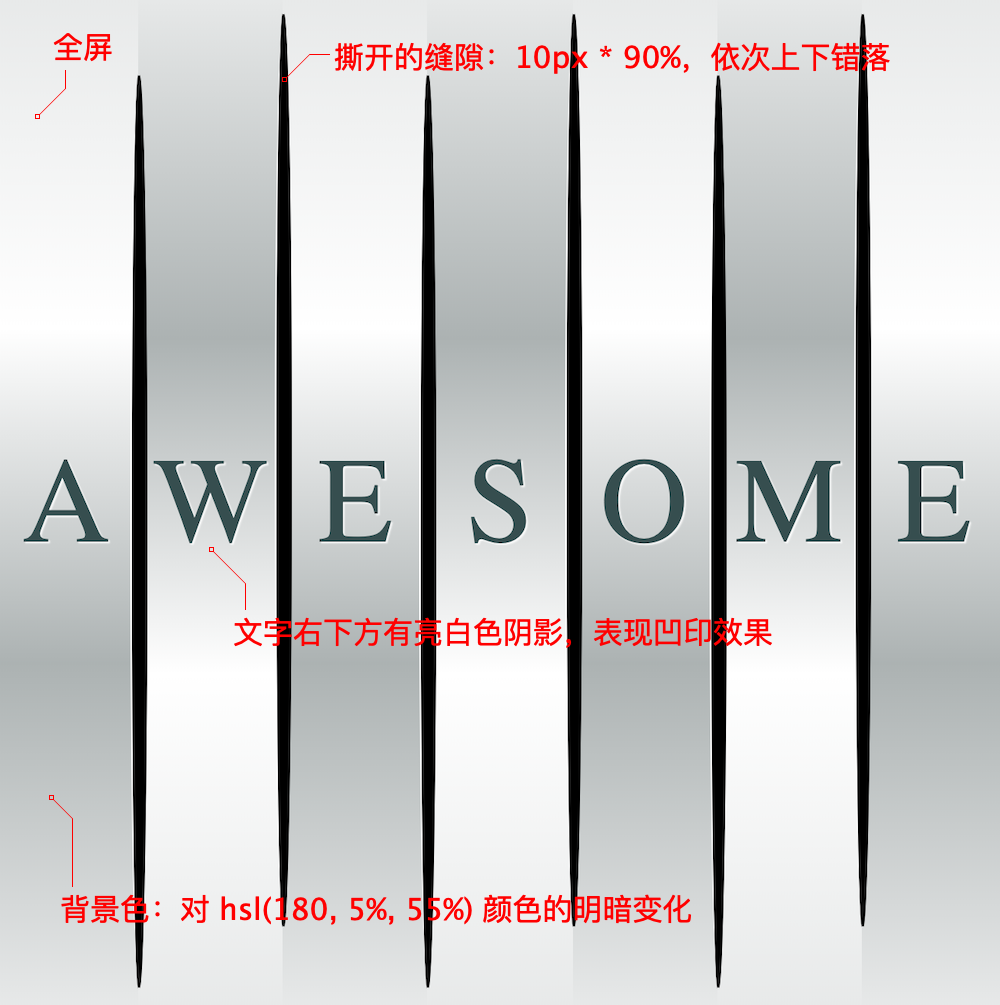 全屏
撕开的缝隙：10px * 90%，依次上下错落
AWESOME
文字右下方有亮白色阴影，表现凹印效果
背景色：对 hsl(180, 5%, 55%) 颜色的明暗变化